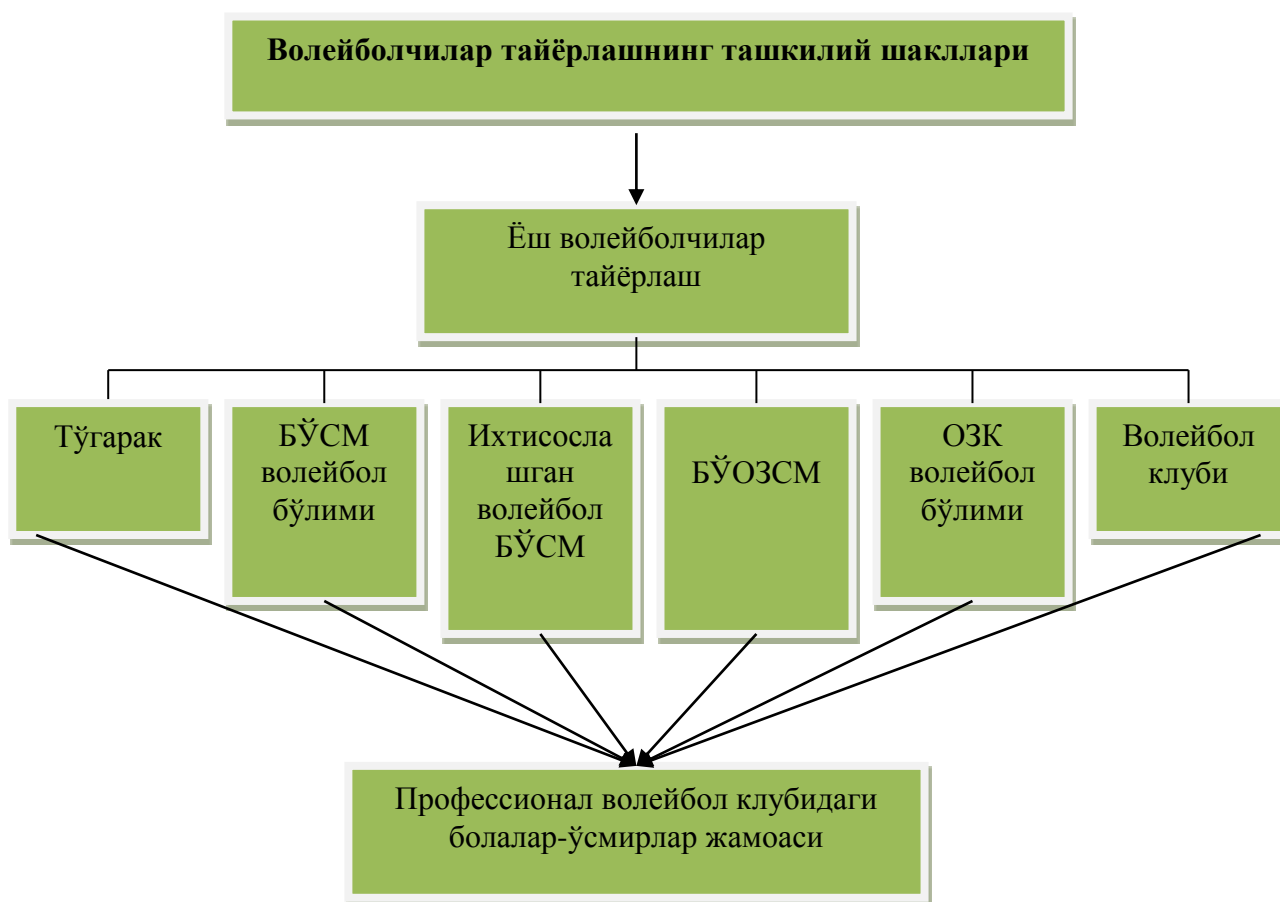 Волейболчилар тайёрлашнинг ташкилий шакллари
Ёш волейболчилар
тайёрлаш
Тўгарак
БЎСМ
волейбол
бўлими
Ихтисосла
шган
волейбол
БЎСМ
БЎОЗСМ
ОЗК
волейбол
бўлими
Волейбол
клуби
Профессионал волейбол клубидаги
болалар-ўсмирлар жамоаси